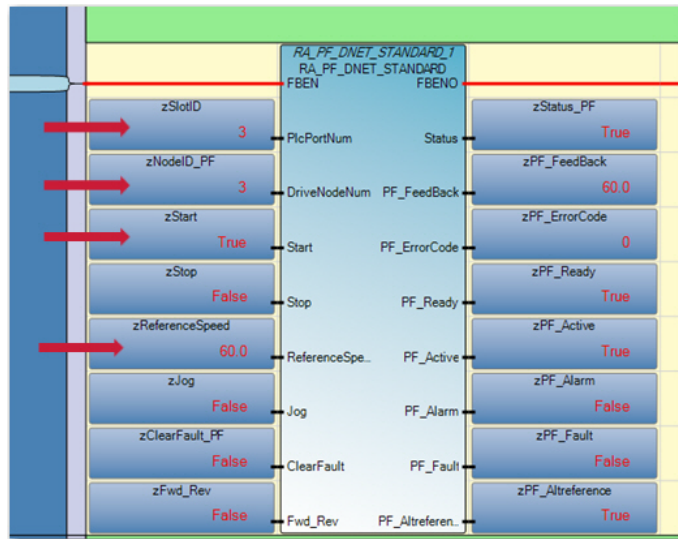 RA_PF_DNET_STANDARD_1
RA_PF_DNET_STANDARD
FBEN FBENO
zSlotID
3
PlcPortNum
Status
zStatus_PF
True
zNodeID_PF
3
DriveNodeNum
PF_FeedBack
zPF_FeedBack
60.0
zStart
True
Start
PF_ErrorCode
zPF_ErrorCode
0
zStop
False
Stop
PF_Ready
zPF_Ready
True
zReferenceSpeed
60.0
ReferenceSpe..
PF_Active
zPF_Active
True
zJog
False
Jog
PF_Alarm
zPF_Alarm
False
zClearFault_PF
False
ClearFault
PF_Fault
zPF_Fault
False
zFwd_Rev
False
Fwd_Rev
PF_Altreferen..
zPF_Altreference
True